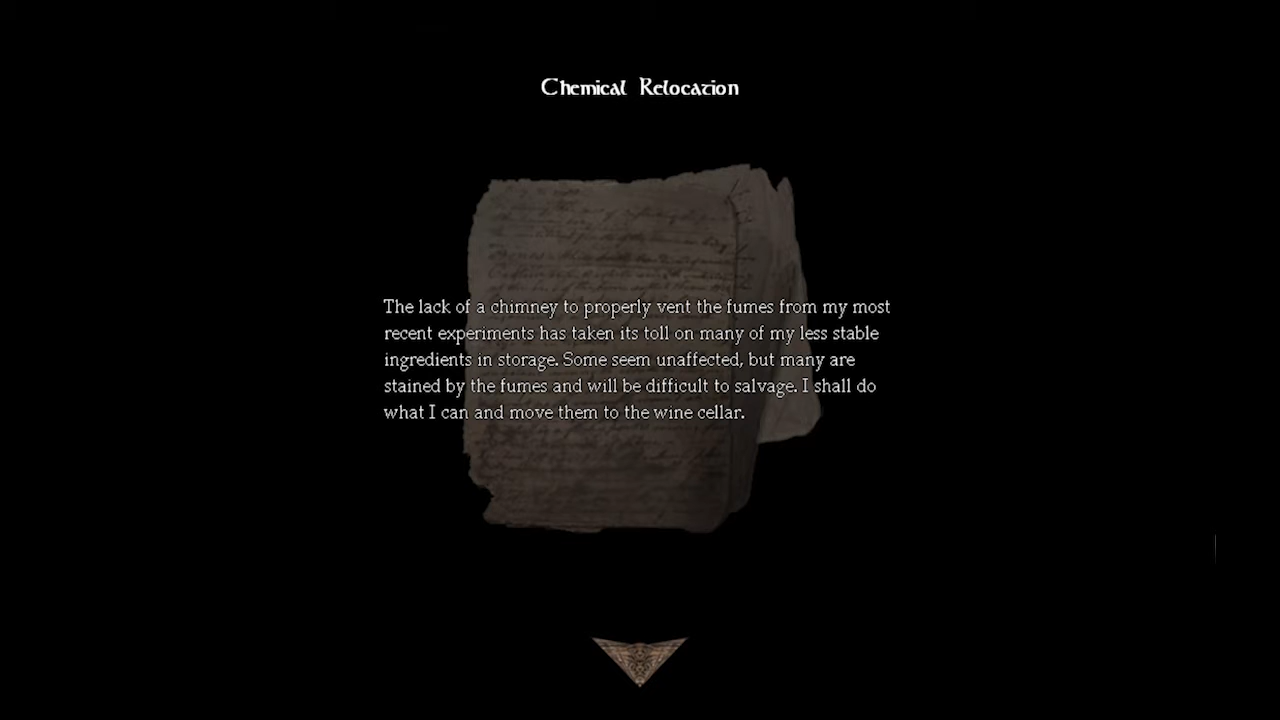 Chemical Relocation
The lack of a chimney to properly vent the fumes from my most
recent experiments has taken its toll on many of my less stable
ingredients in storage. Some seem unaffected, but many are
stained by the fumes and will be difficult to salvage. I shall do
what I can and move them to the wine cellar.